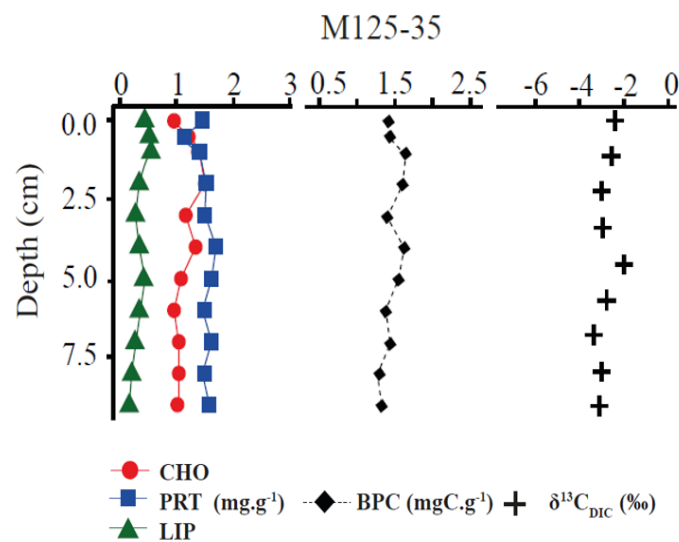 M125-35
0 1 2 3 0.5 1.5 2.5 -6 -4 -2 0
Depth (cm)
0.0
2.5
5.0
7.5
CHO
PRT (mg.g⁻¹) BPC (mgC.g⁻¹) δ¹³C_DIC (‰)
LIP